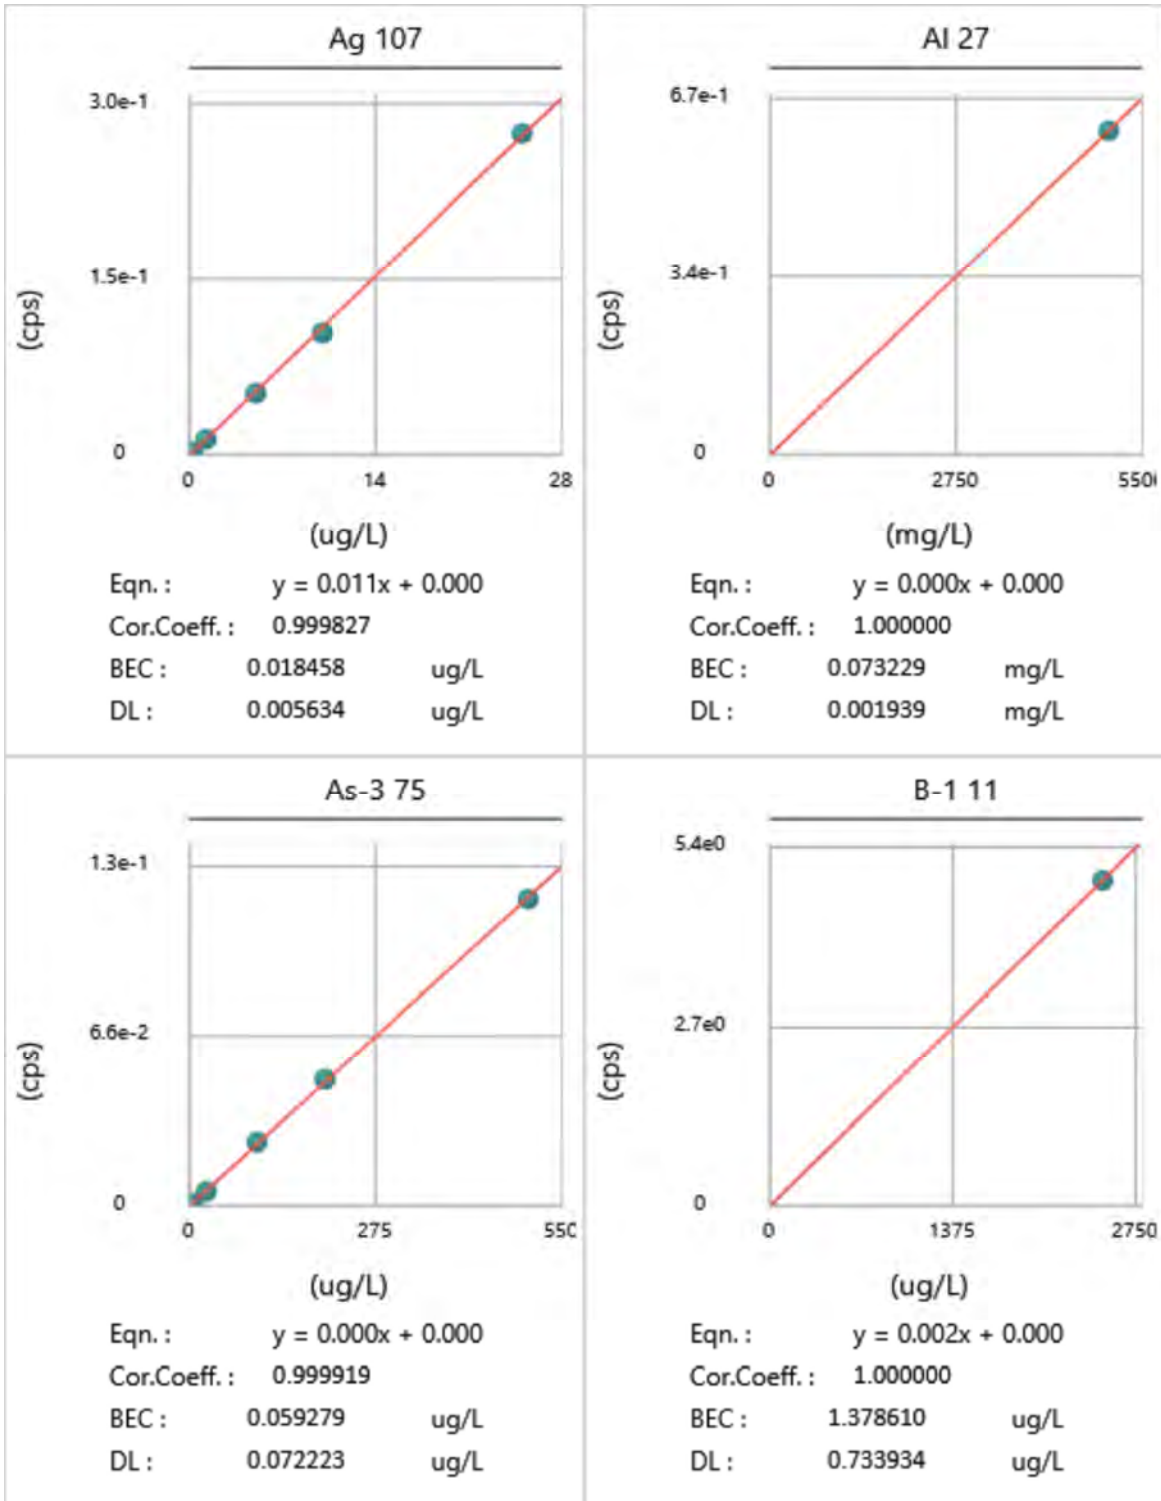 Ag 107
3.0e-1
1.5e-1
0
(cps)
0 14 28
(ug/L)
Eqn. : y = 0.011x + 0.000
Cor.Coeff. : 0.999827
BEC : 0.018458 ug/L
DL : 0.005634 ug/L
Al 27
6.7e-1
3.4e-1
0
(cps)
0 2750 550
(mg/L)
Eqn. : y = 0.000x + 0.000
Cor.Coeff. : 1.000000
BEC : 0.073229 mg/L
DL : 0.001939 mg/L
As-3 75
1.3e-1
6.6e-2
0
(cps)
0 275 550
(ug/L)
Eqn. : y = 0.000x + 0.000
Cor.Coeff. : 0.999919
BEC : 0.059279 ug/L
DL : 0.072223 ug/L
B-1 11
5.4e0
2.7e0
0
(cps)
0 1375 2750
(ug/L)
Eqn. : y = 0.002x + 0.000
Cor.Coeff. : 1.000000
BEC : 1.378610 ug/L
DL : 0.733934 ug/L